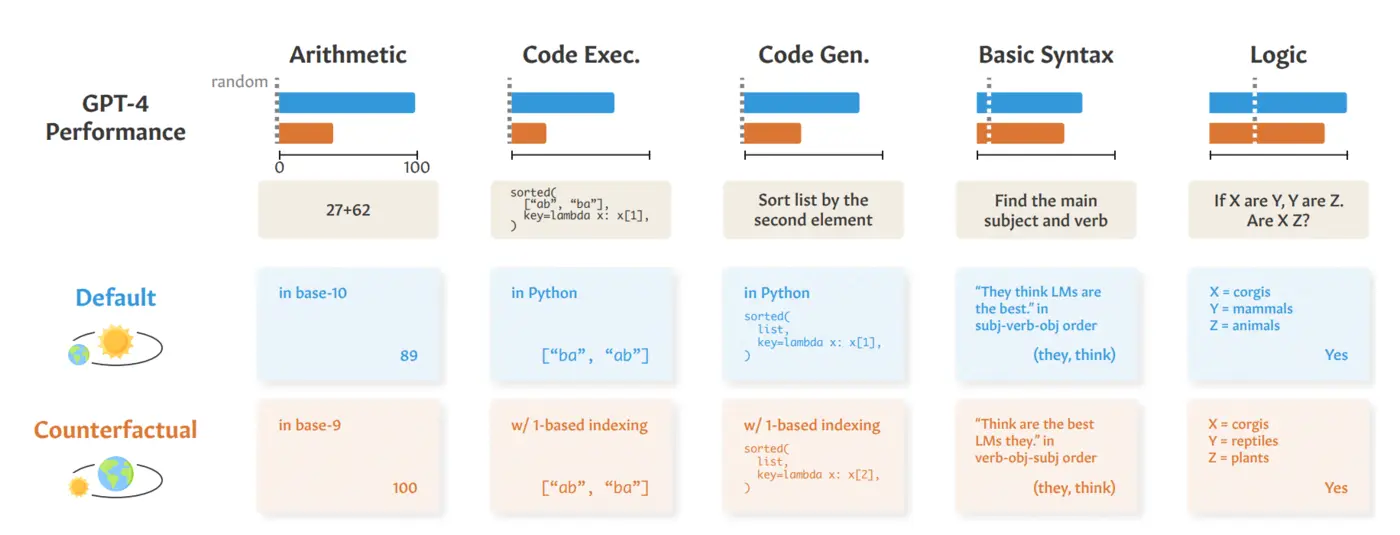 Arithmetic
Code Exec.
Code Gen.
Basic Syntax
Logic
random
GPT-4
Performance
0
100
27+62
sorted(
["ab", "ba"],
key=lambda x: x[1],
)
Sort list by the
second element
Find the main
subject and verb
If X are Y, Y are Z.
Are X Z?
Default
in base-10
89
in Python
["ba", "ab"]
in Python
sorted(
list,
key=lambda x: x[1],
)
“They think LMs are
the best.” in
subj-verb-obj order
(they, think)
X = corgis
Y = mammals
Z = animals
Yes
Counterfactual
in base-9
100
w/ 1-based indexing
["ab", "ba"]
w/ 1-based indexing
sorted(
list,
key=lambda x: x[2],
)
“Think are the best
LMs they.” in
verb-obj-subj order
(they, think)
X = corgis
Y = reptiles
Z = plants
Yes